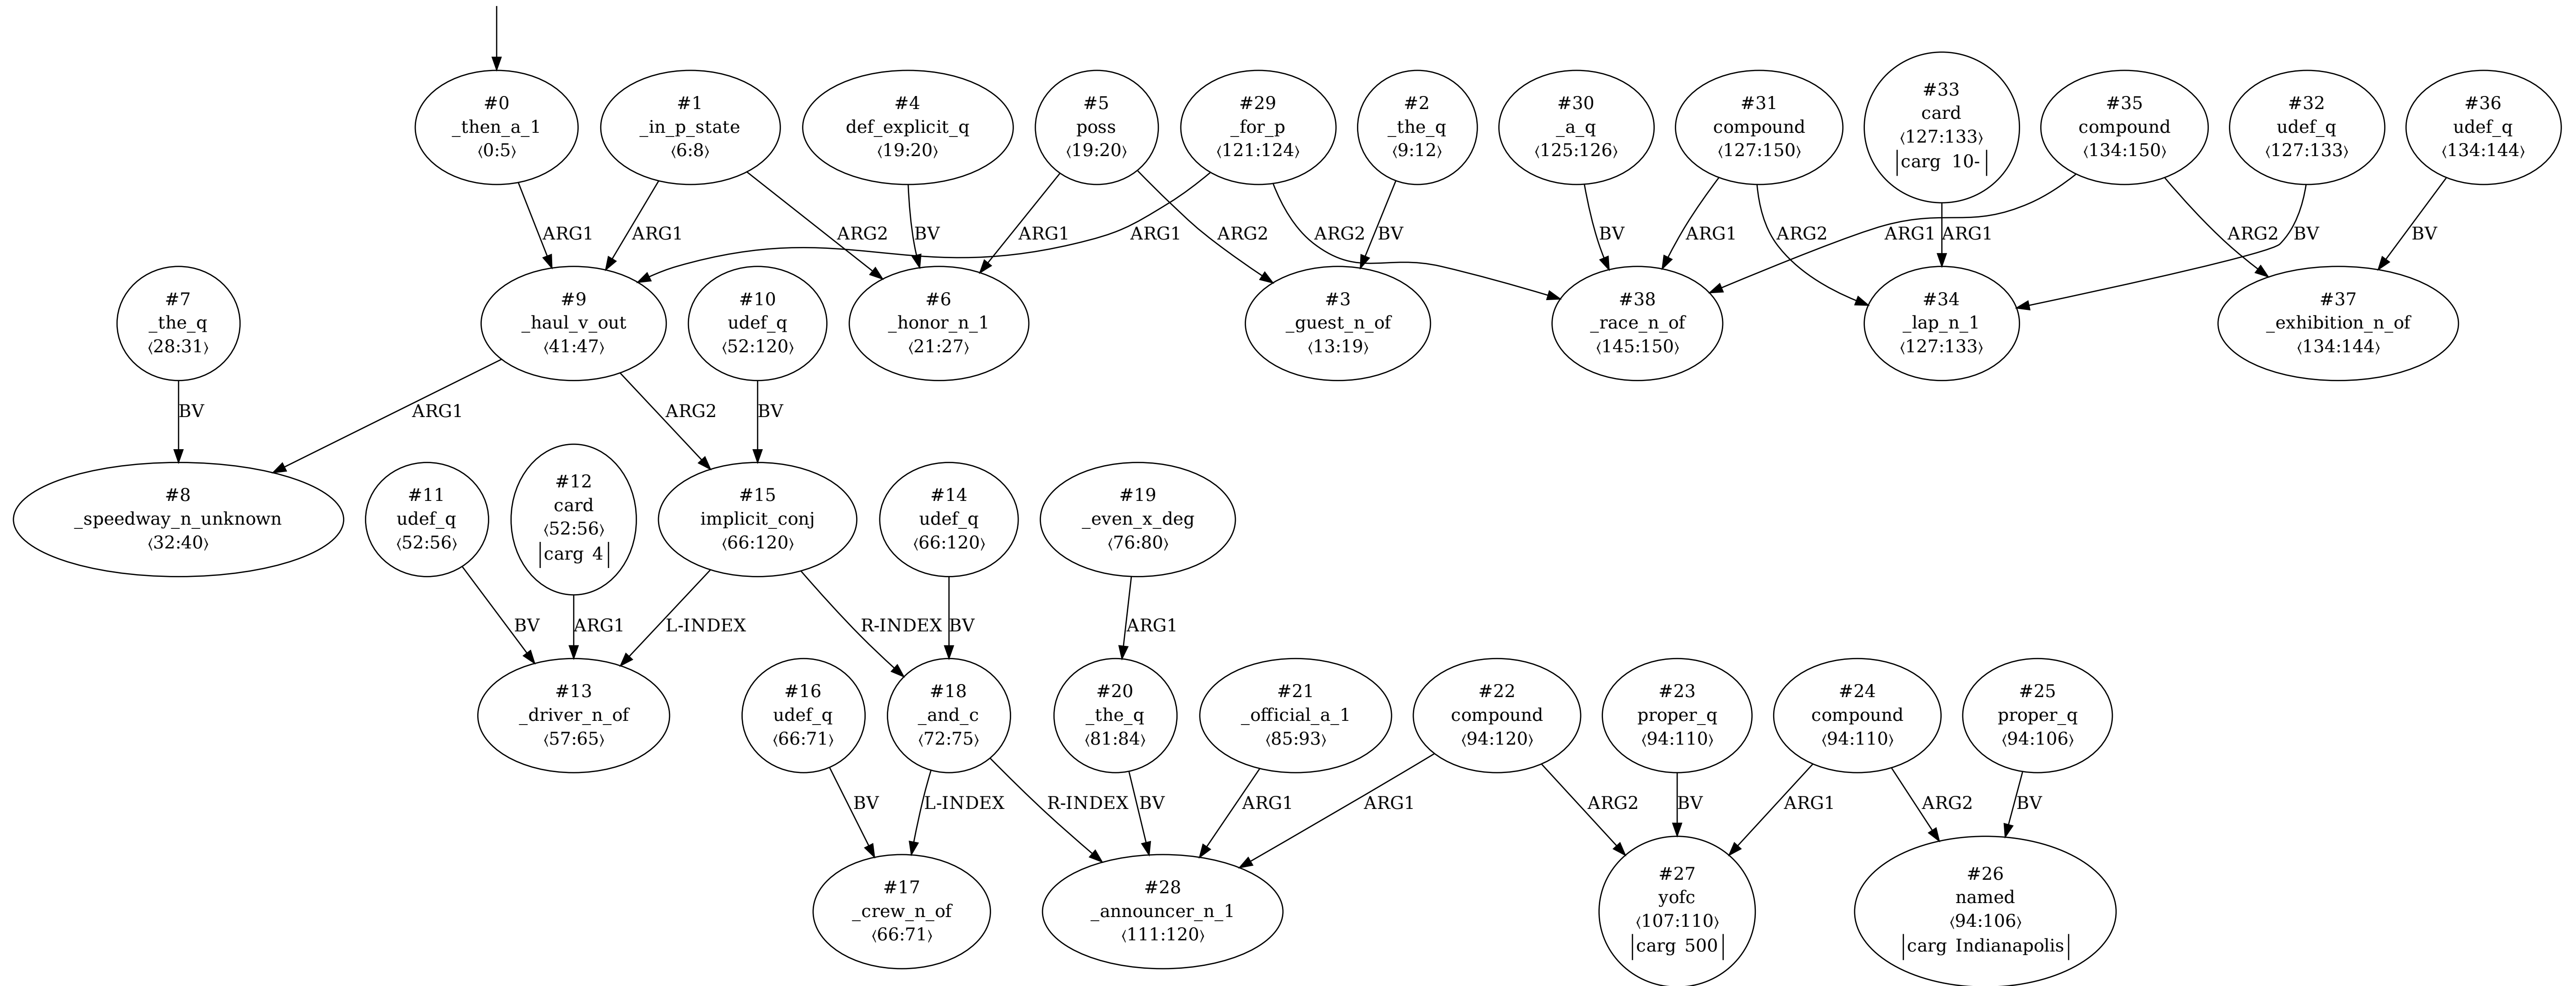 #0
_then_a_1
⟨0:5⟩
#1
_in_p_state
⟨6:8⟩
#4
def_explicit_q
⟨19:20⟩
#5
poss
⟨19:20⟩
#29
_for_p
⟨121:124⟩
#2
_the_q
⟨9:12⟩
#30
_a_q
⟨125:126⟩
#31
compound
⟨127:150⟩
#33
card
⟨127:133⟩
|carg 10-|
#35
compound
⟨134:150⟩
#32
udef_q
⟨127:133⟩
#36
udef_q
⟨134:144⟩
ARG1
ARG1
ARG2
BV
ARG1
ARG2
ARG1
ARG2
BV
BV
ARG1
ARG2
ARG1
ARG1
ARG2
BV
BV
#7
_the_q
⟨28:31⟩
#9
_haul_v_out
⟨41:47⟩
#10
udef_q
⟨52:120⟩
#6
_honor_n_1
⟨21:27⟩
#3
_guest_n_of
⟨13:19⟩
#38
_race_n_of
⟨145:150⟩
#34
_lap_n_1
⟨127:133⟩
#37
_exhibition_n_of
⟨134:144⟩
BV
ARG1
ARG2
BV
#8
_speedway_n_unknown
⟨32:40⟩
#11
udef_q
⟨52:56⟩
#12
card
⟨52:56⟩
|carg 4|
#15
implicit_conj
⟨66:120⟩
#14
udef_q
⟨66:120⟩
#19
_even_x_deg
⟨76:80⟩
BV
ARG1
L-INDEX
R-INDEX
BV
ARG1
#13
_driver_n_of
⟨57:65⟩
#16
udef_q
⟨66:71⟩
#18
_and_c
⟨72:75⟩
#20
_the_q
⟨81:84⟩
#21
_official_a_1
⟨85:93⟩
#22
compound
⟨94:120⟩
#23
proper_q
⟨94:110⟩
#24
compound
⟨94:110⟩
#25
proper_q
⟨94:106⟩
BV
L-INDEX
R-INDEX
BV
ARG1
ARG1
ARG2
BV
ARG1
ARG2
BV
#17
_crew_n_of
⟨66:71⟩
#28
_announcer_n_1
⟨111:120⟩
#27
yofc
⟨107:110⟩
|carg 500|
#26
named
⟨94:106⟩
|carg Indianapolis|